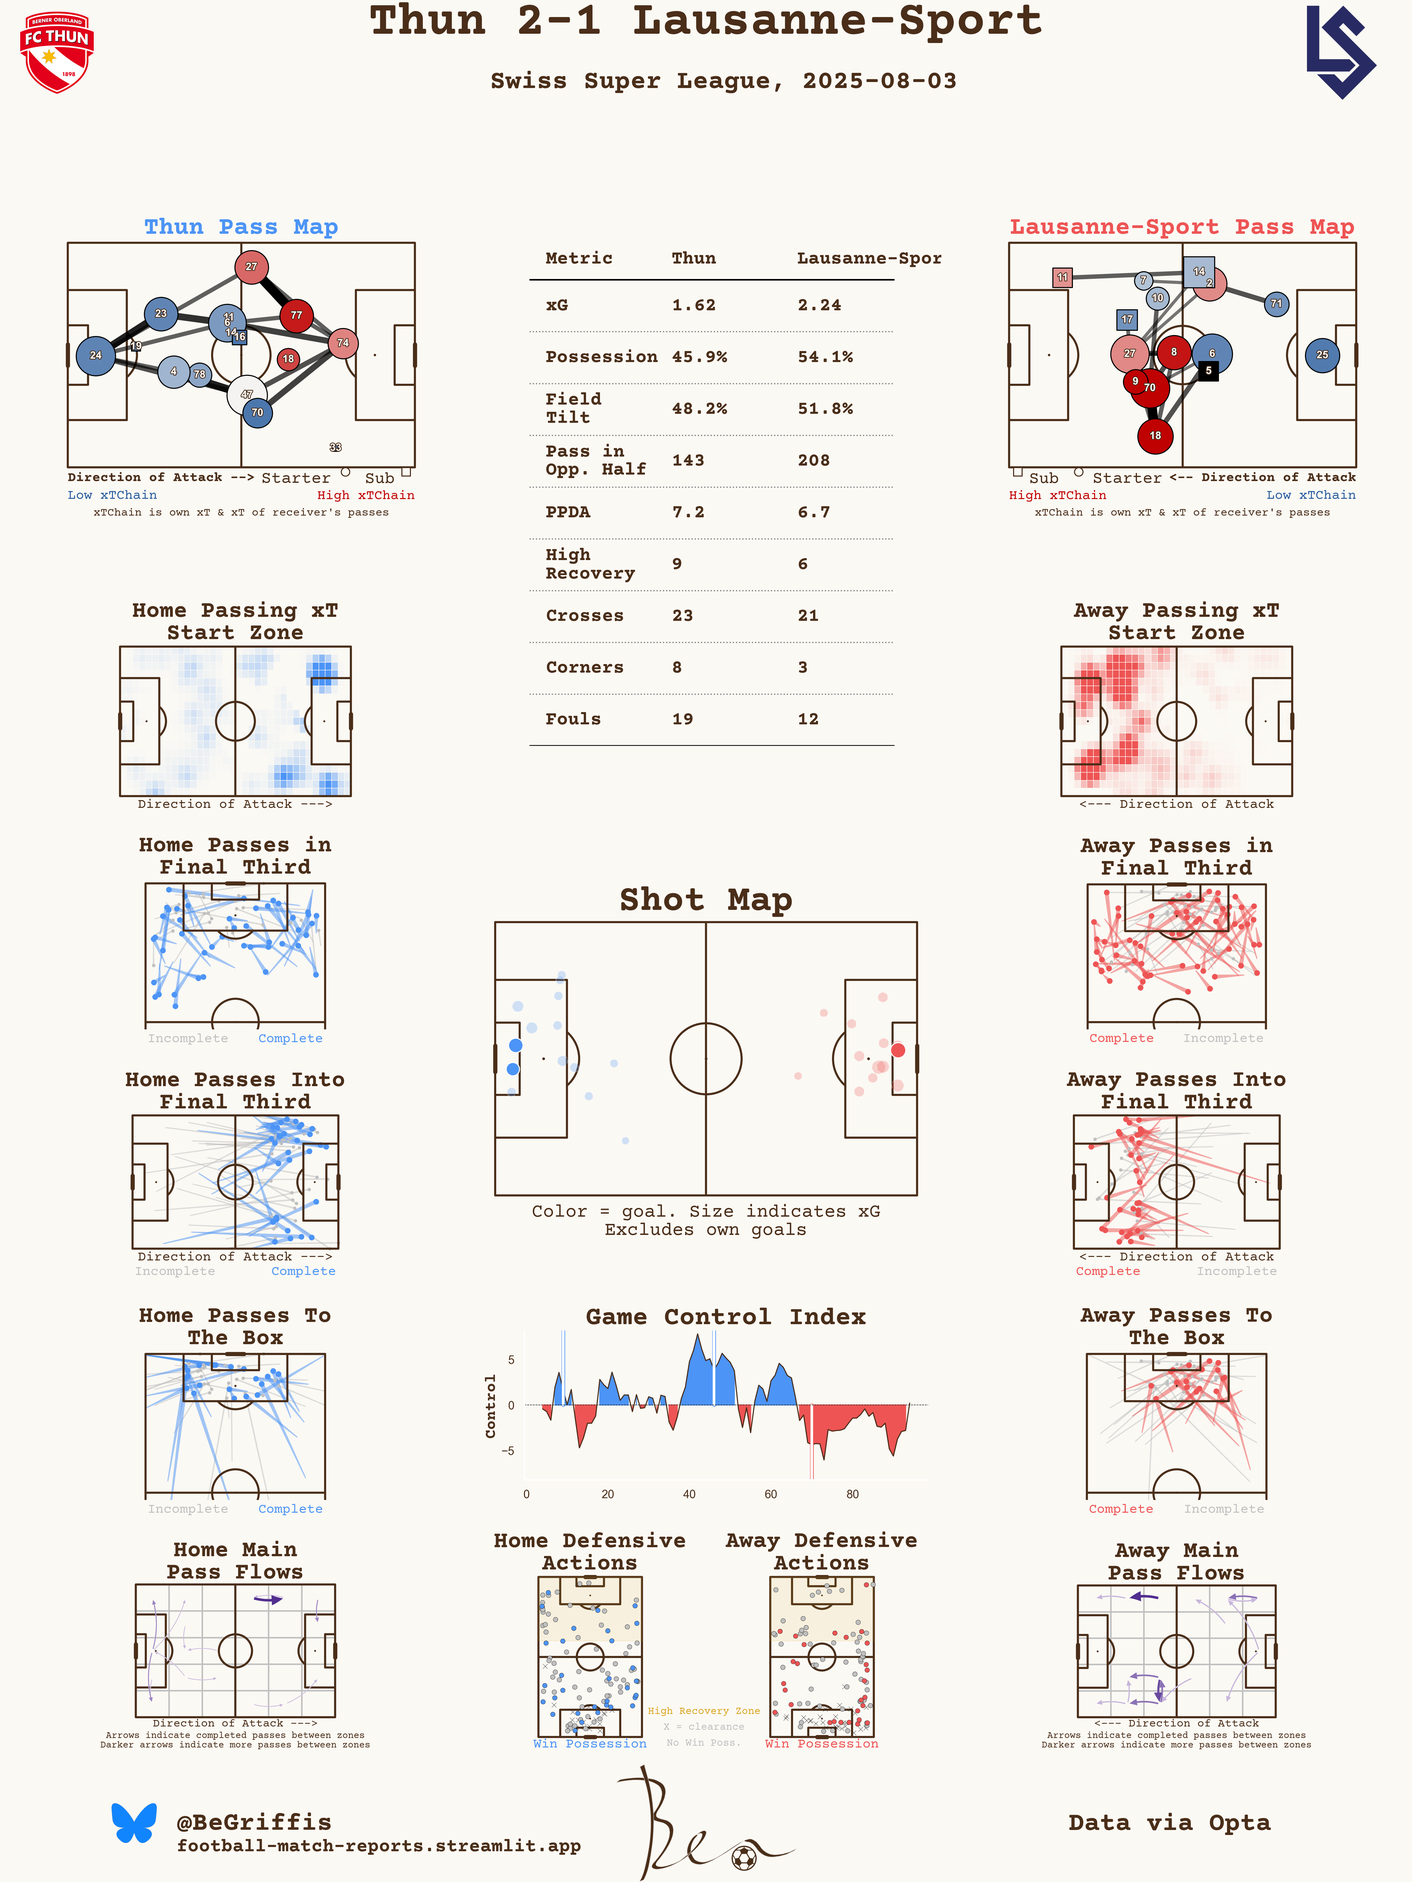 Thun 2-1 Lausanne-Sport
Swiss Super League, 2025-08-03
BERNER OBERLAND
FC THUN
1898
Thun Pass Map
27
23
11
6
14
16
77
74
19
24
18
4
78
47
70
33
Direction of Attack --> Starter Sub
Low xTChain High xTChain
xTChain is own xT & xT of receiver's passes
Metric Thun Lausanne-Spor
xG 1.62 2.24
Possession 45.9% 54.1%
Field
Tilt 48.2% 51.8%
Pass in
Opp. Half 143 208
PPDA 7.2 6.7
High
Recovery 9 6
Crosses 23 21
Corners 8 3
Fouls 19 12
Lausanne-Sport Pass Map
11
7
14
2
10
71
17
27
8
6
25
5
9
70
18
Sub Starter <-- Direction of Attack
High xTChain Low xTChain
xTChain is own xT & xT of receiver's passes
Home Passing xT
Start Zone
Direction of Attack --->
Away Passing xT
Start Zone
<--- Direction of Attack
Home Passes in
Final Third
Incomplete Complete
Away Passes in
Final Third
Complete Incomplete
Shot Map
Color = goal. Size indicates xG
Excludes own goals
Home Passes Into
Final Third
Direction of Attack --->
Incomplete Complete
Away Passes Into
Final Third
<--- Direction of Attack
Complete Incomplete
Home Passes To
The Box
Incomplete Complete
Game Control Index
Control
5
0
-5
0 20 40 60 80
Away Passes To
The Box
Complete Incomplete
Home Main
Pass Flows
Direction of Attack --->
Arrows indicate completed passes between zones
Darker arrows indicate more passes between zones
Home Defensive
Actions
Win Possession
High Recovery Zone
X = clearance
No Win Poss.
Away Defensive
Actions
Win Possession
Away Main
Pass Flows
<--- Direction of Attack
Arrows indicate completed passes between zones
Darker arrows indicate more passes between zones
@BeGriffis
football-match-reports.streamlit.app
Ben
Data via Opta